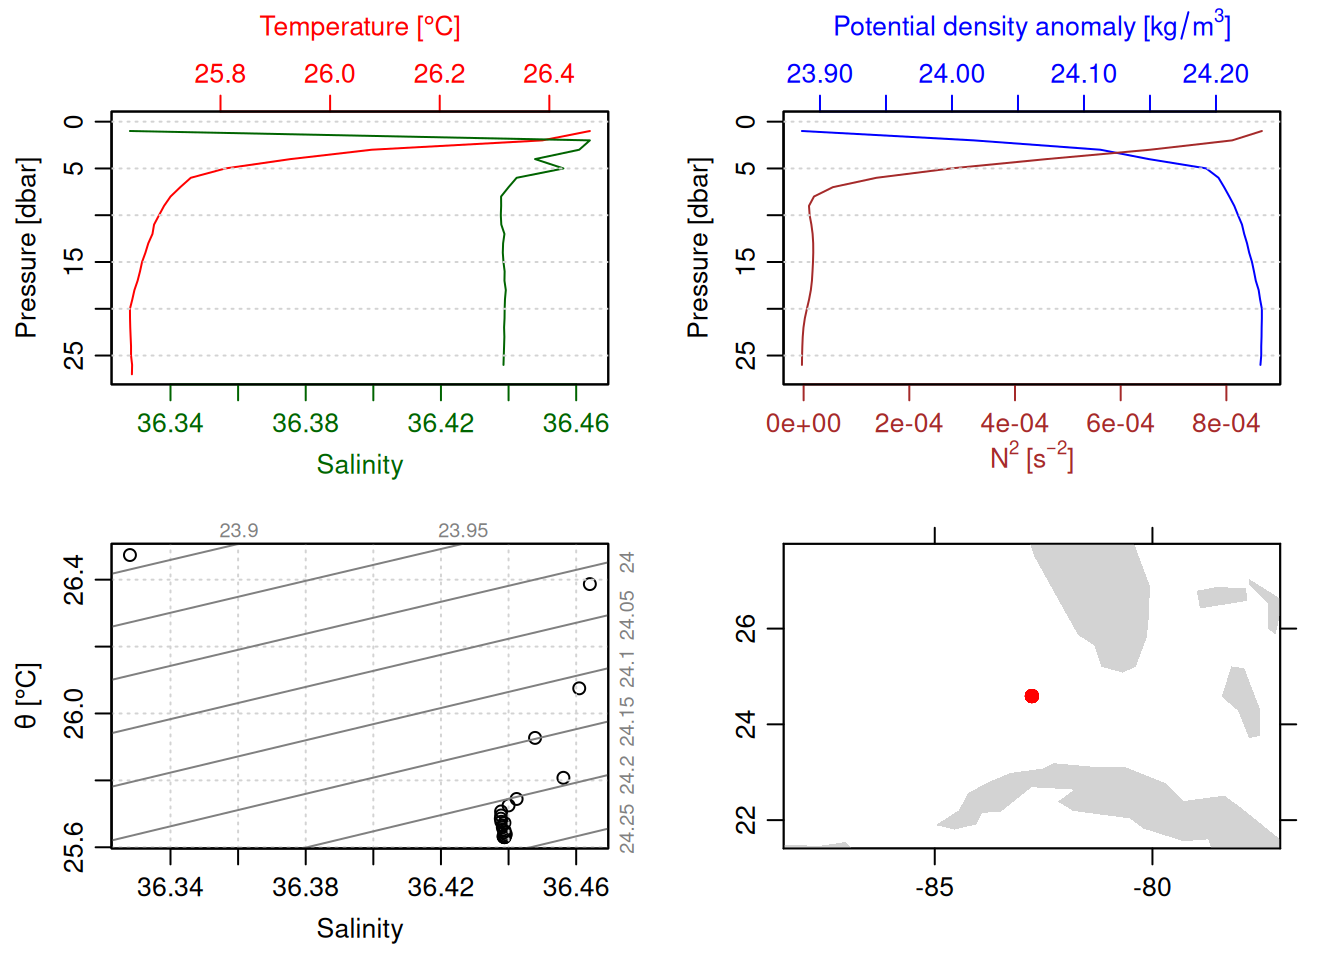 Temperature [°C]
25.8 26.0 26.2 26.4
0
5
15
25
Pressure [dbar]
36.34 36.38 36.42 36.46
Salinity
Potential density anomaly [kg/m³]
23.90 24.00 24.10 24.20
0
5
15
25
Pressure [dbar]
0e+00 2e-04 4e-04 6e-04 8e-04
N² [s⁻²]
23.9 23.95
24
24.05
24.1
24.15
24.2
24.25
26.4
26.0
25.6
θ [°C]
36.34 36.38 36.42 36.46
Salinity
26
24
22
-85 -80